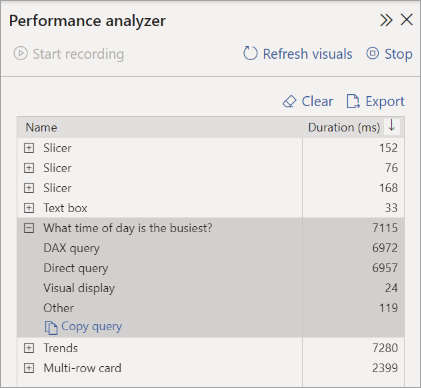 Performance analyzer
Start recording Refresh visuals Stop
Clear Export
Name Duration (ms)
Slicer 152
Slicer 76
Slicer 168
Text box 33
What time of day is the busiest? 7115
DAX query 6972
Direct query 6957
Visual display 24
Other 119
Copy query
Trends 7280
Multi-row card 2399